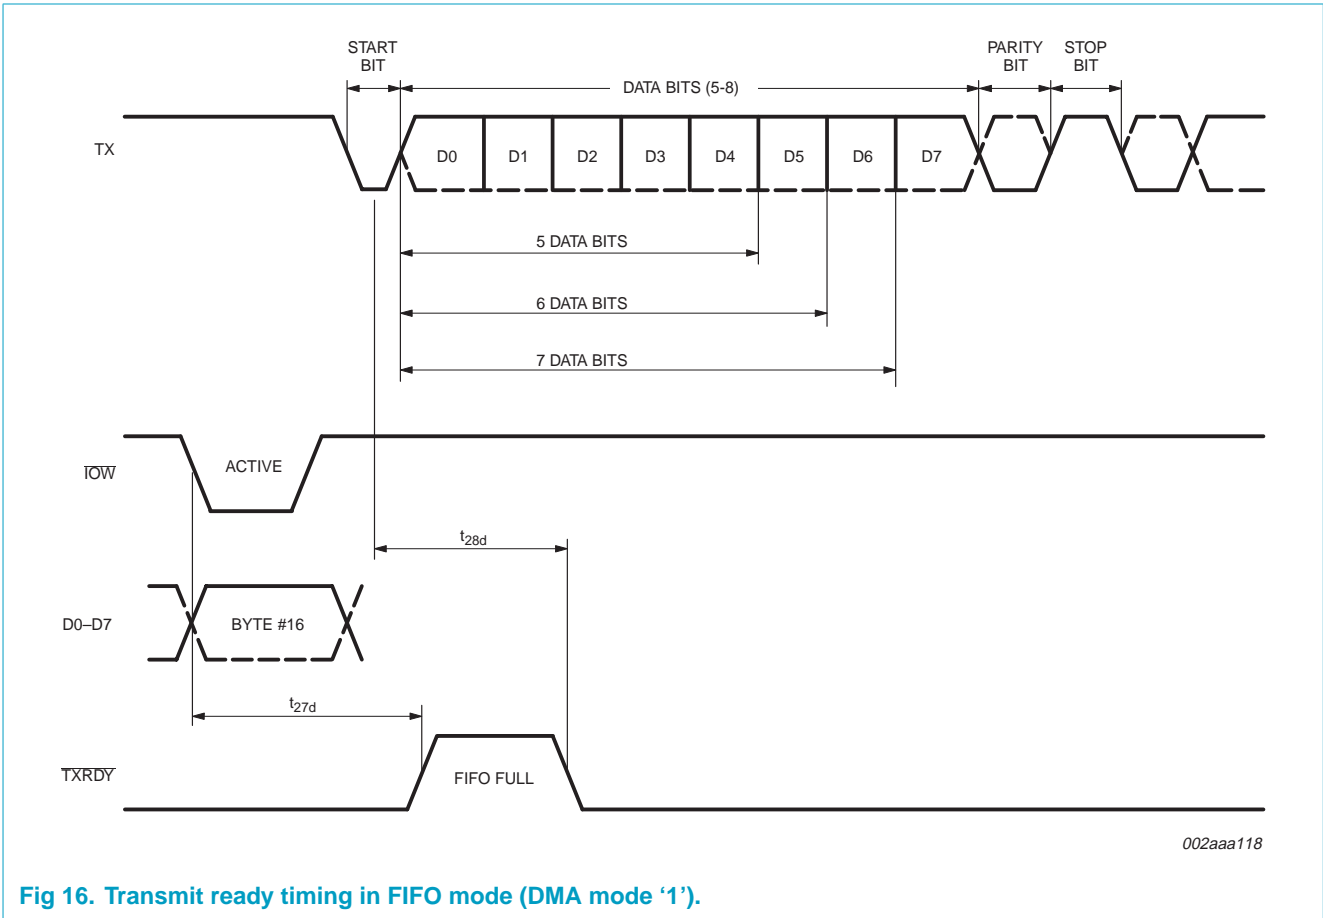 START
BIT
PARITY
BIT
STOP
BIT
DATA BITS (5-8)
TX
D0 D1 D2 D3 D4 D5 D6 D7
5 DATA BITS
6 DATA BITS
7 DATA BITS
IOW
ACTIVE
t28d
D0–D7
BYTE #16
t27d
TXRDY
FIFO FULL
002aaa118
Fig 16. Transmit ready timing in FIFO mode (DMA mode ‘1’).